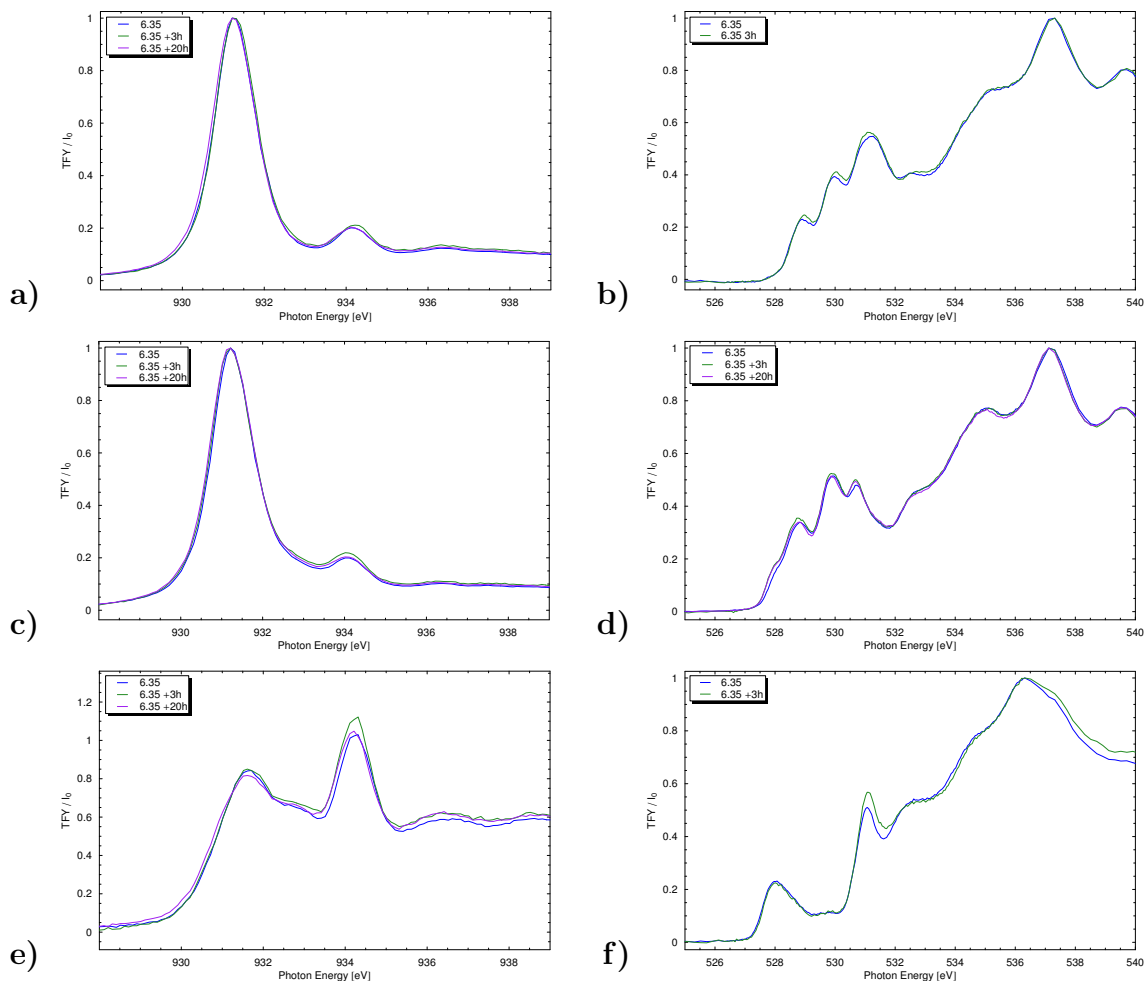 6.35
6.35 +3h
6.35 +20h
TFY / I0
1
0.8
0.6
0.4
0.2
0
930 932 934 936 938
Photon Energy [eV]
a)
6.35
6.35 3h
TFY / I0
1
0.8
0.6
0.4
0.2
0
526 528 530 532 534 536 538 540
Photon Energy [eV]
b)
6.35
6.35 +3h
6.35 +20h
TFY / I0
1
0.8
0.6
0.4
0.2
0
930 932 934 936 938
Photon Energy [eV]
c)
6.35
6.35 +3h
6.35 +20h
TFY / I0
1
0.8
0.6
0.4
0.2
0
526 528 530 532 534 536 538 540
Photon Energy [eV]
d)
6.35
6.35 +3h
6.35 +20h
TFY / I0
1.2
1
0.8
0.6
0.4
0.2
0
930 932 934 936 938
Photon Energy [eV]
e)
6.35
6.35 +3h
TFY / I0
1
0.8
0.6
0.4
0.2
0
526 528 530 532 534 536 538 540
Photon Energy [eV]
f)